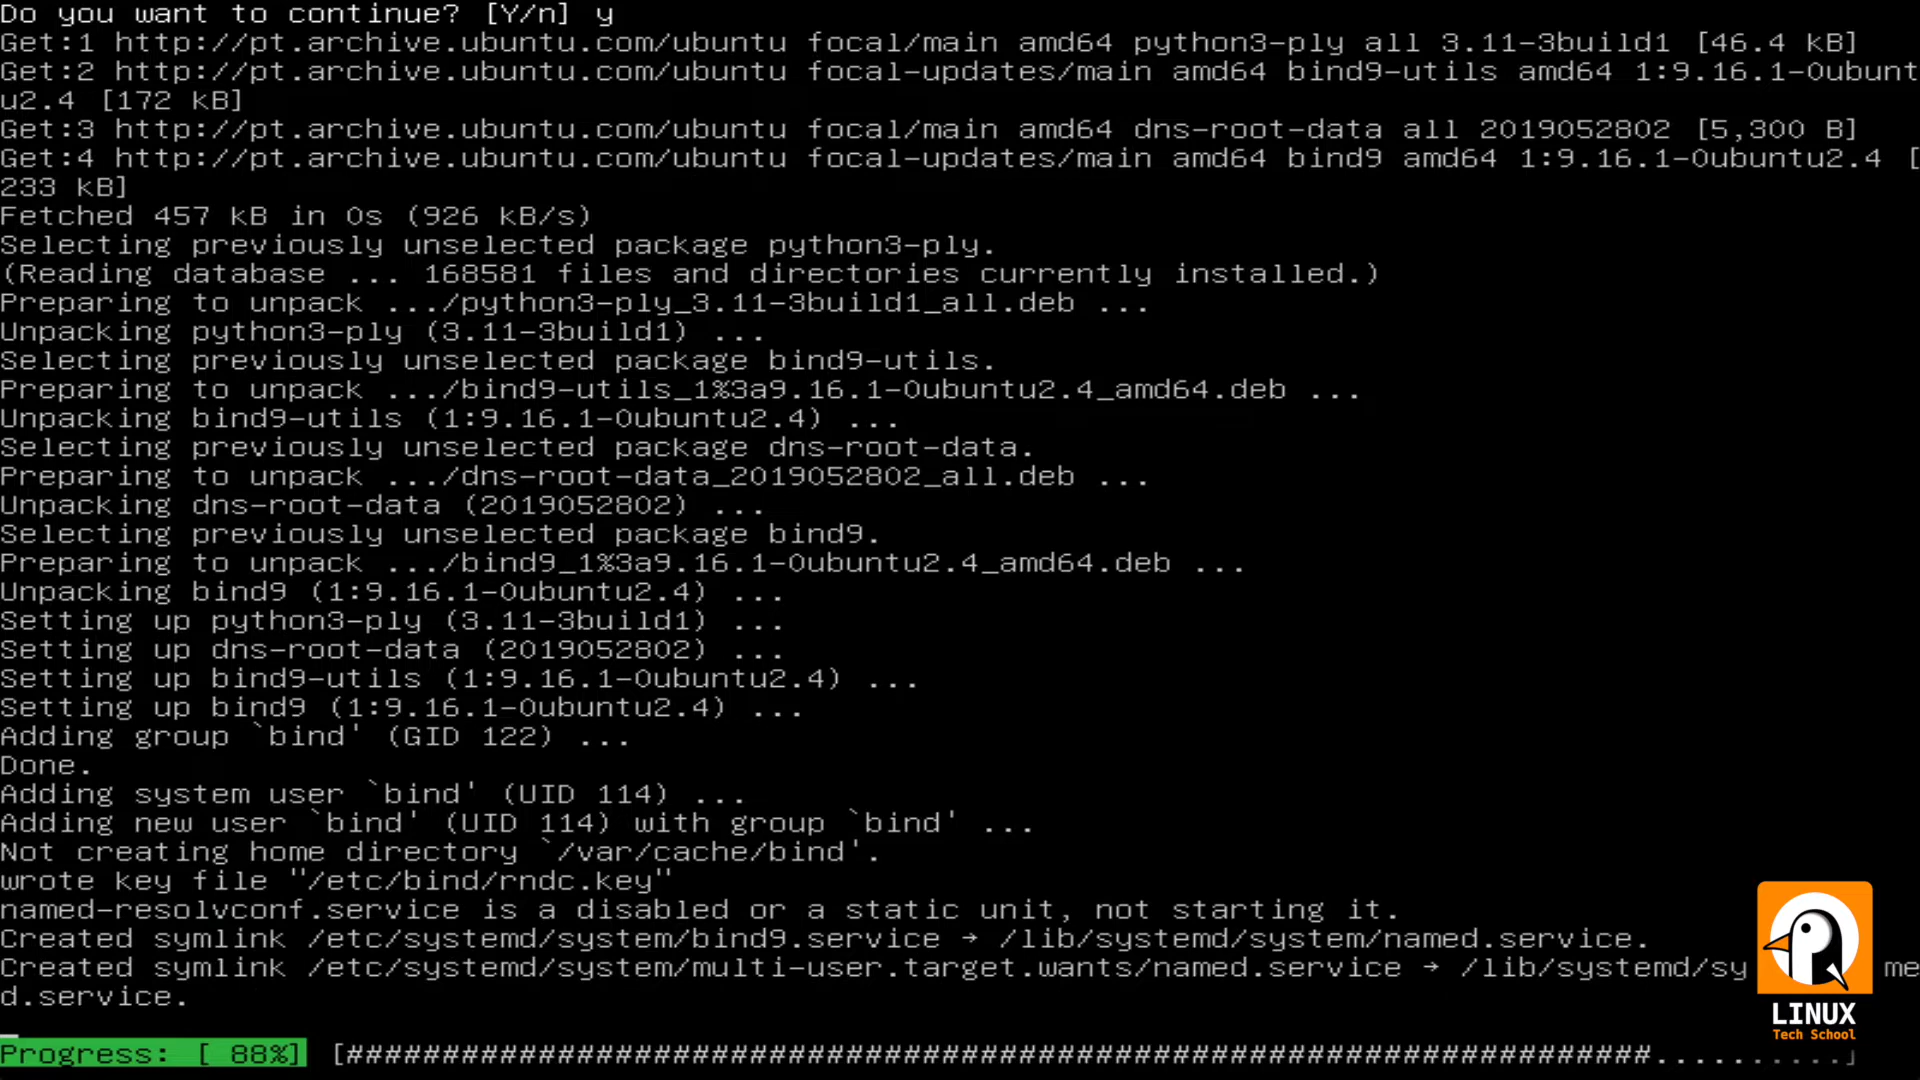 Do you want to continue? [Y/n] y
Get:1 http://pt.archive.ubuntu.com/ubuntu focal/main amd64 python3-ply all 3.11-3build1 [46.4 kB]
Get:2 http://pt.archive.ubuntu.com/ubuntu focal-updates/main amd64 bind9-utils amd64 1:9.16.1-0ubunt
u2.4 [172 kB]
Get:3 http://pt.archive.ubuntu.com/ubuntu focal/main amd64 dns-root-data all 2019052802 [5,300 B]
Get:4 http://pt.archive.ubuntu.com/ubuntu focal-updates/main amd64 bind9 amd64 1:9.16.1-0ubuntu2.4 [
233 kB]
Fetched 457 kB in 0s (926 kB/s)
Selecting previously unselected package python3-ply.
(Reading database ... 168581 files and directories currently installed.)
Preparing to unpack .../python3-ply_3.11-3build1_all.deb ...
Unpacking python3-ply (3.11-3build1) ...
Selecting previously unselected package bind9-utils.
Preparing to unpack .../bind9-utils_1%3a9.16.1-0ubuntu2.4_amd64.deb ...
Unpacking bind9-utils (1:9.16.1-0ubuntu2.4) ...
Selecting previously unselected package dns-root-data.
Preparing to unpack .../dns-root-data_2019052802_all.deb ...
Unpacking dns-root-data (2019052802) ...
Selecting previously unselected package bind9.
Preparing to unpack .../bind9_1%3a9.16.1-0ubuntu2.4_amd64.deb ...
Unpacking bind9 (1:9.16.1-0ubuntu2.4) ...
Setting up python3-ply (3.11-3build1) ...
Setting up dns-root-data (2019052802) ...
Setting up bind9-utils (1:9.16.1-0ubuntu2.4) ...
Setting up bind9 (1:9.16.1-0ubuntu2.4) ...
Adding group `bind' (GID 122) ...
Done.
Adding system user `bind' (UID 114) ...
Adding new user `bind' (UID 114) with group `bind' ...
Not creating home directory `/var/cache/bind'.
wrote key file "/etc/bind/rndc.key"
named-resolvconf.service is a disabled or a static unit, not starting it.
Created symlink /etc/systemd/system/bind9.service → /lib/systemd/system/named.service.
Created symlink /etc/systemd/system/multi-user.target.wants/named.service → /lib/systemd/sy me
d.service.
LINUX
Tech School
Progress: [ 88%] [####################################################################..........]